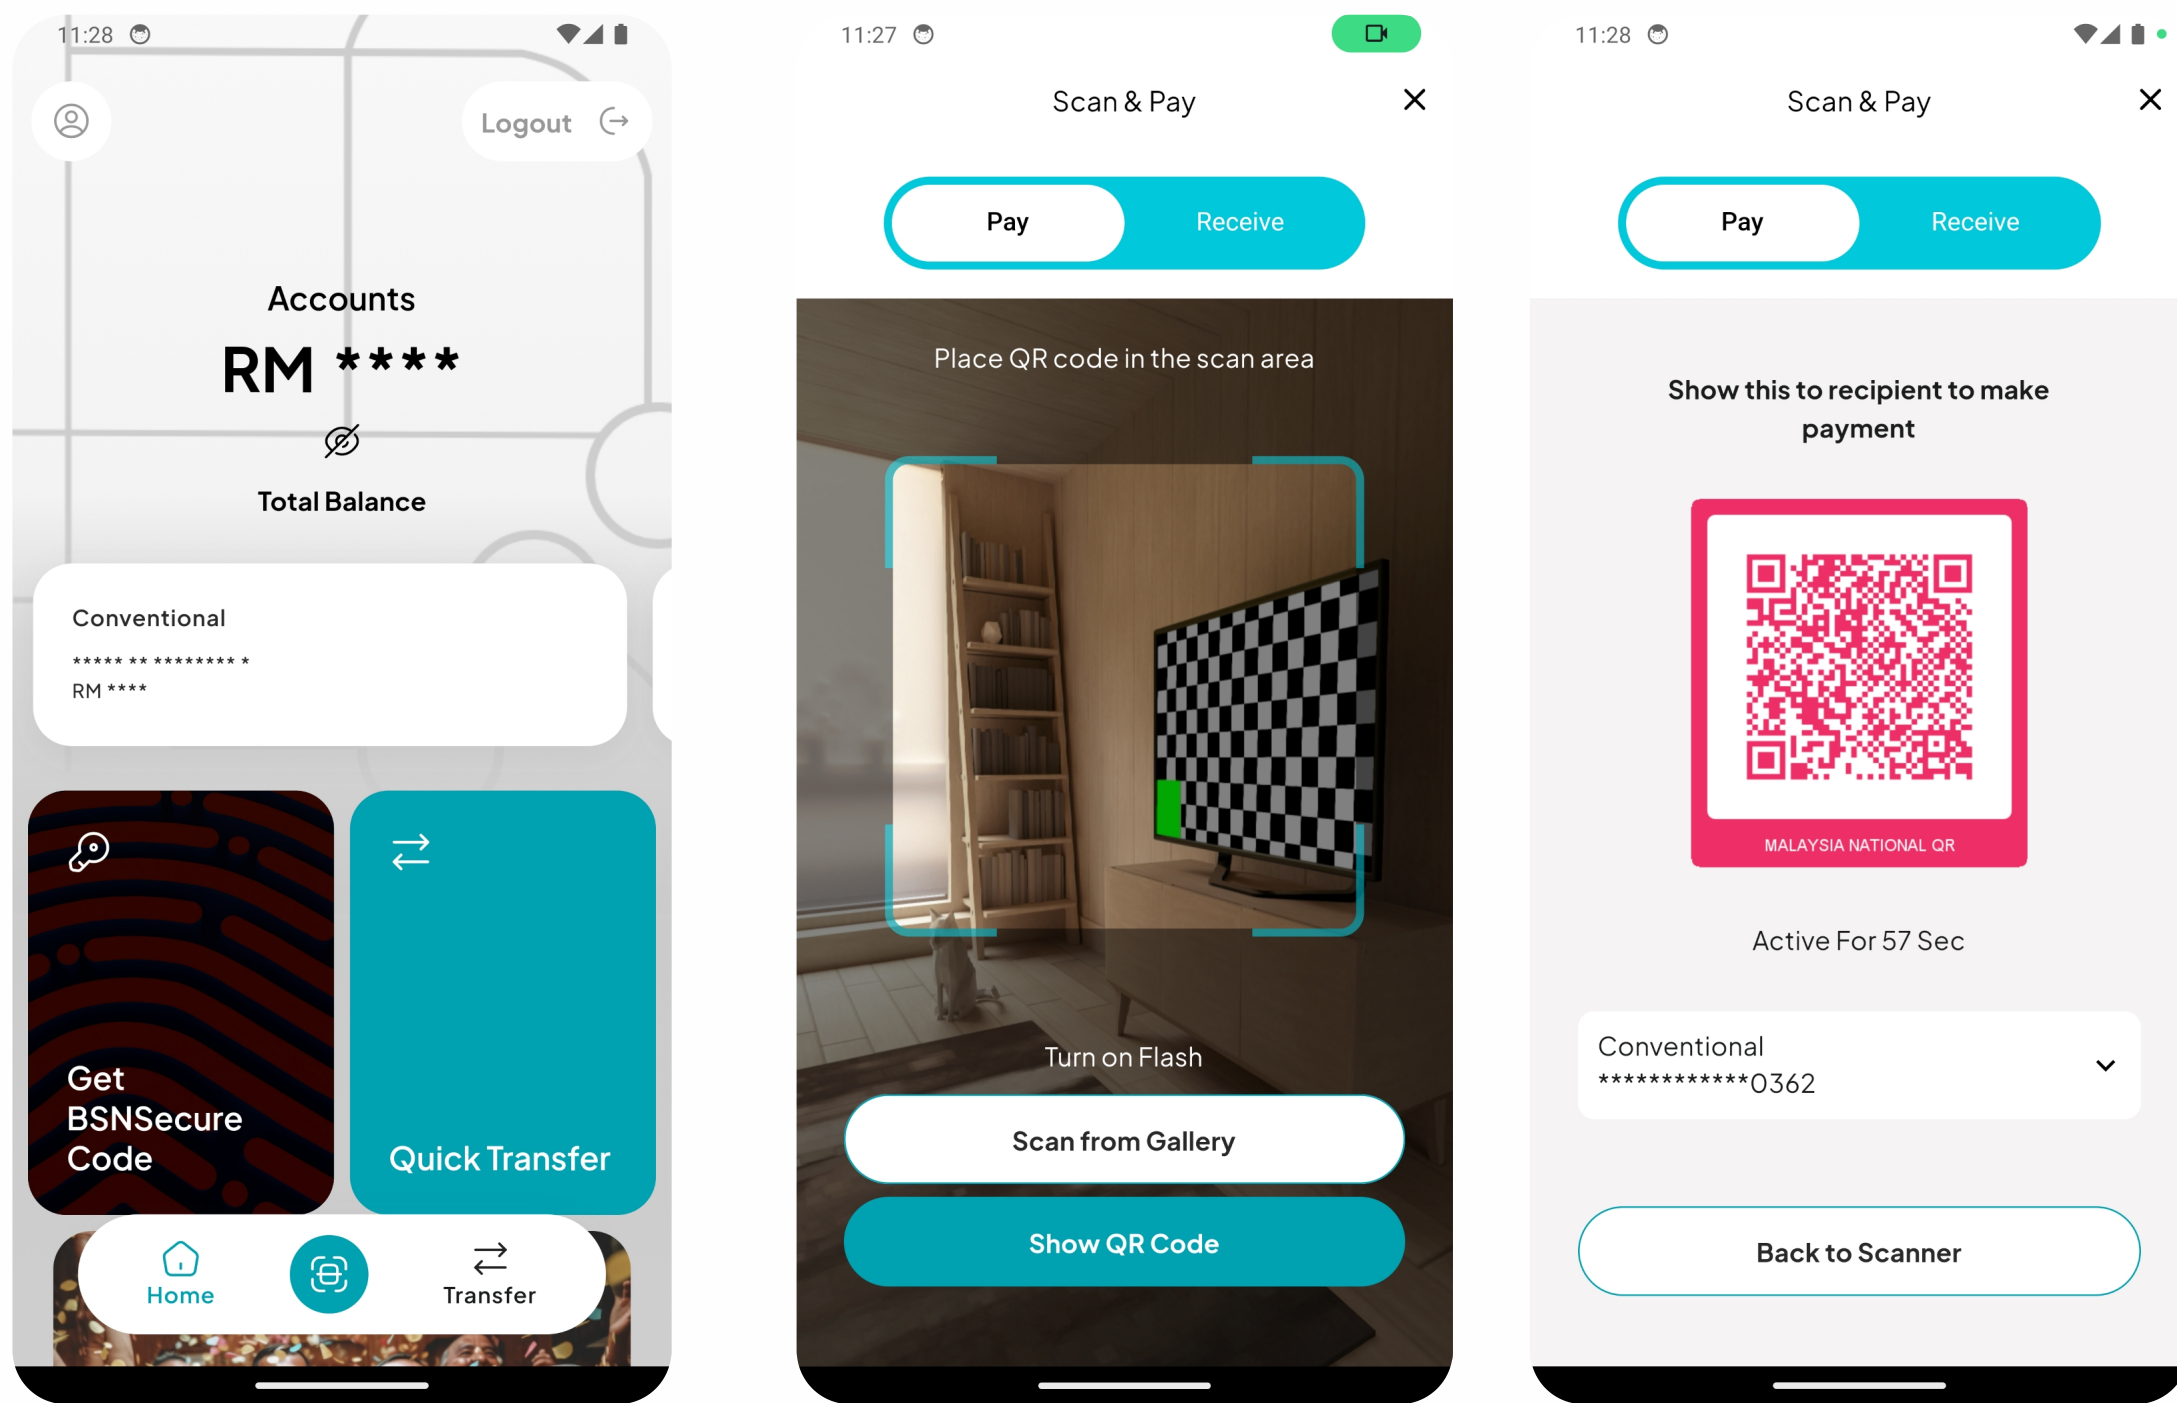 11:28
Logout
Accounts
RM ****
Total Balance
Conventional
***** ** ******** *
RM ****
Get
BSNSecure
Code
Quick Transfer
Home
Transfer
11:27
Scan & Pay
Pay
Receive
Place QR code in the scan area
Turn on Flash
Scan from Gallery
Show QR Code
11:28
Scan & Pay
Pay
Receive
Show this to recipient to make
payment
MALAYSIA NATIONAL QR
Active For 57 Sec
Conventional
************0362
Back to Scanner